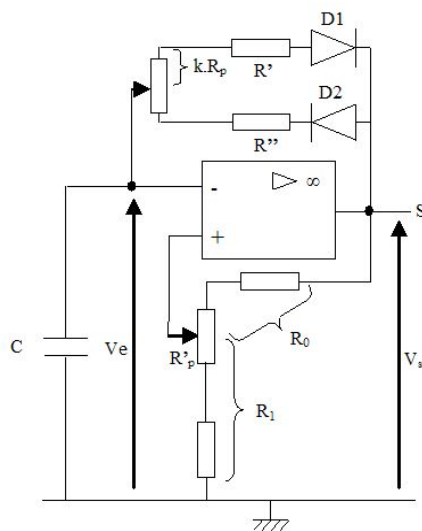 D1
k.Rp
R'
D2
R''
∞
S
-
+
C
Ve
R'p
R0
R1
Vs